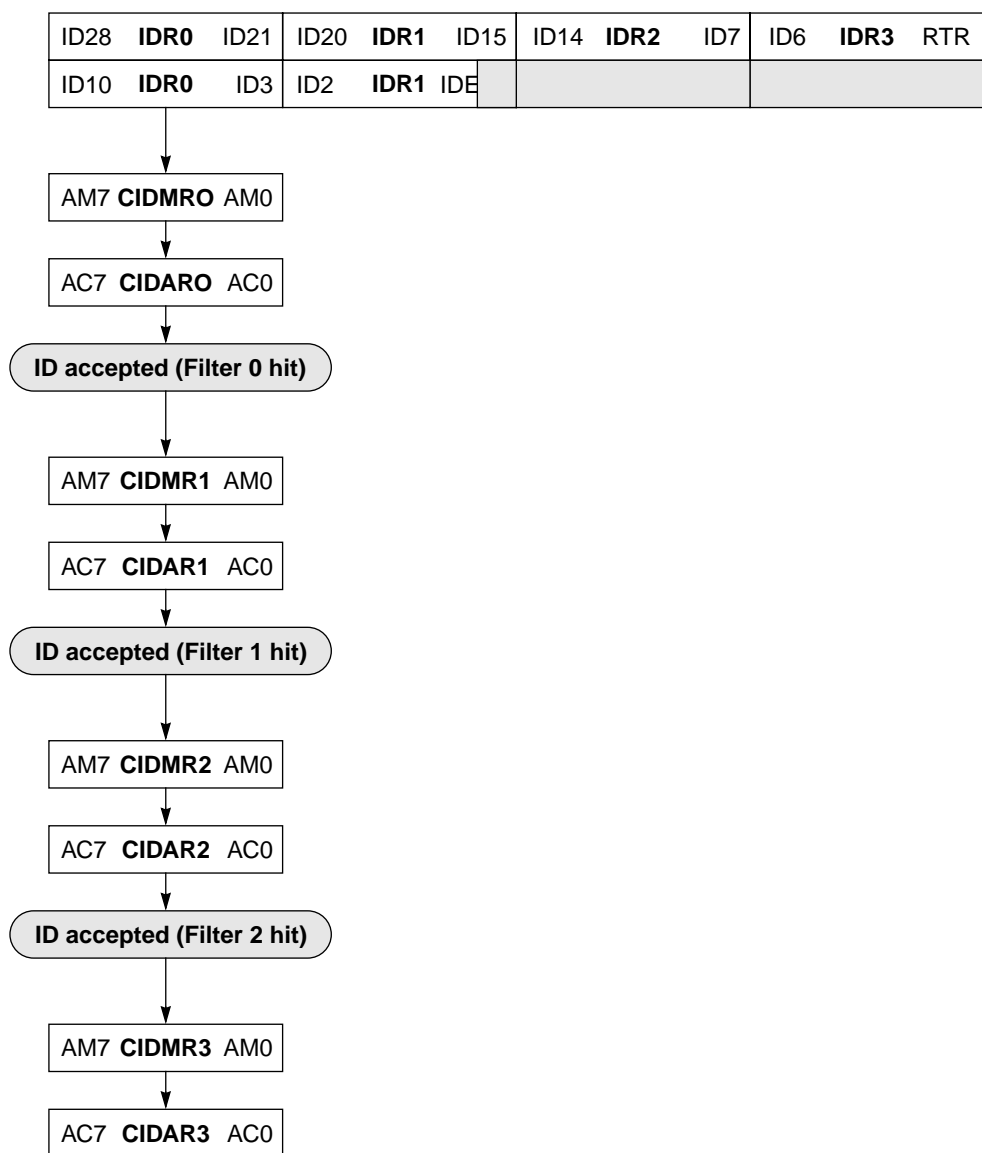 ID28 IDR0 ID21 ID20 IDR1 ID15 ID14 IDR2 ID7 ID6 IDR3 RTR
ID10 IDR0 ID3 ID2 IDR1 IDE
AM7 CIDMRO AM0
AC7 CIDARO AC0
ID accepted (Filter 0 hit)
AM7 CIDMR1 AM0
AC7 CIDAR1 AC0
ID accepted (Filter 1 hit)
AM7 CIDMR2 AM0
AC7 CIDAR2 AC0
ID accepted (Filter 2 hit)
AM7 CIDMR3 AM0
AC7 CIDAR3 AC0